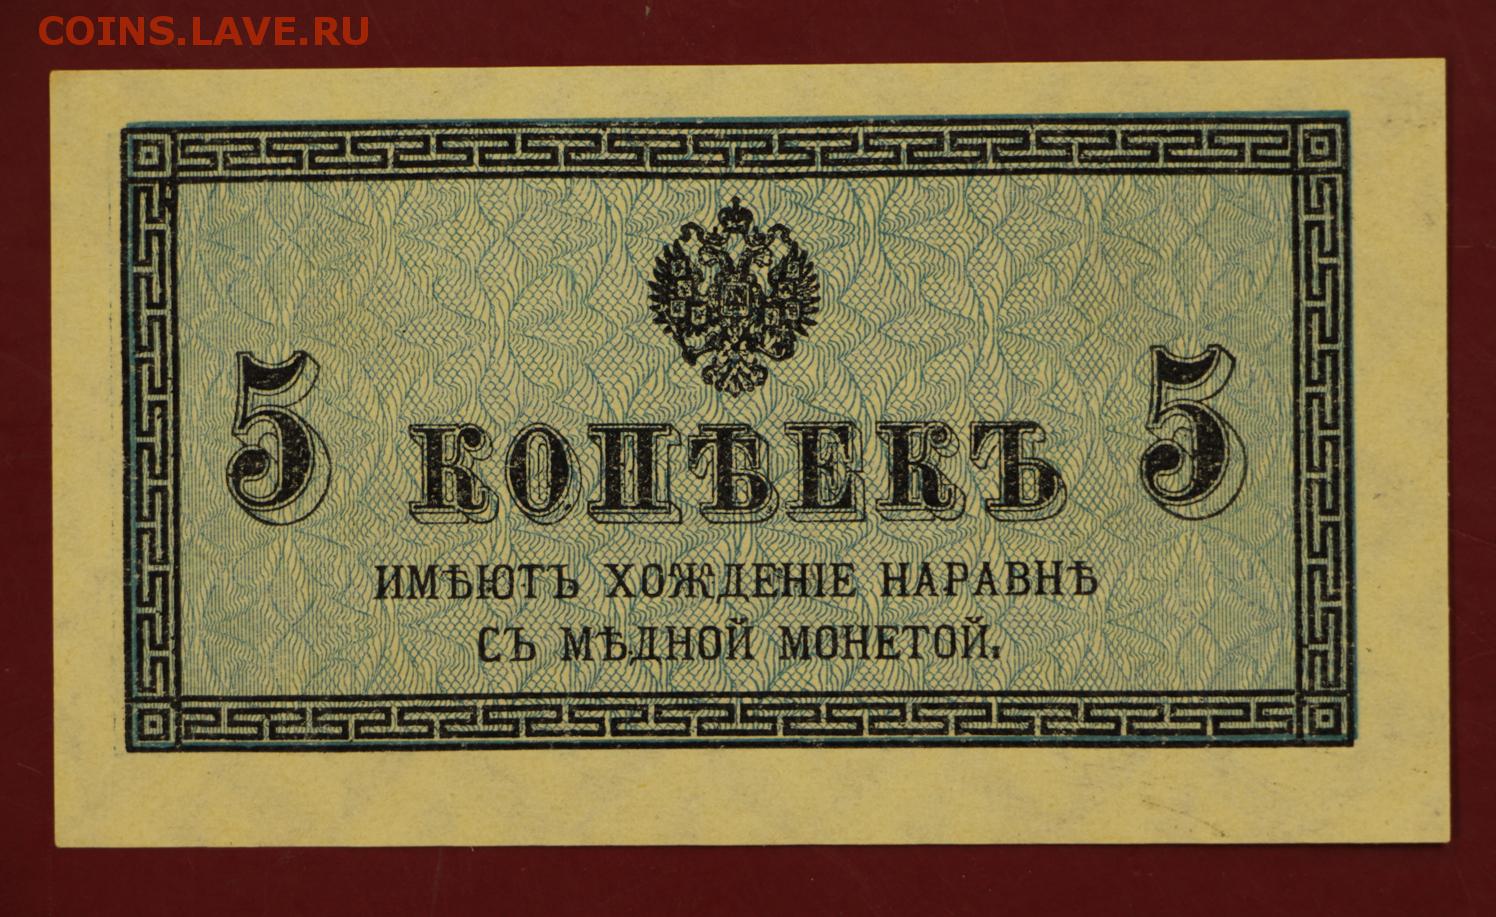 COINS.LAVE.RU
5 КОПѢЕКЪ 5
ИМѢЮТЪ ХОЖДЕНІЕ НАРАВНѢ
СЪ МѢДНОЙ МОНЕТОЙ.